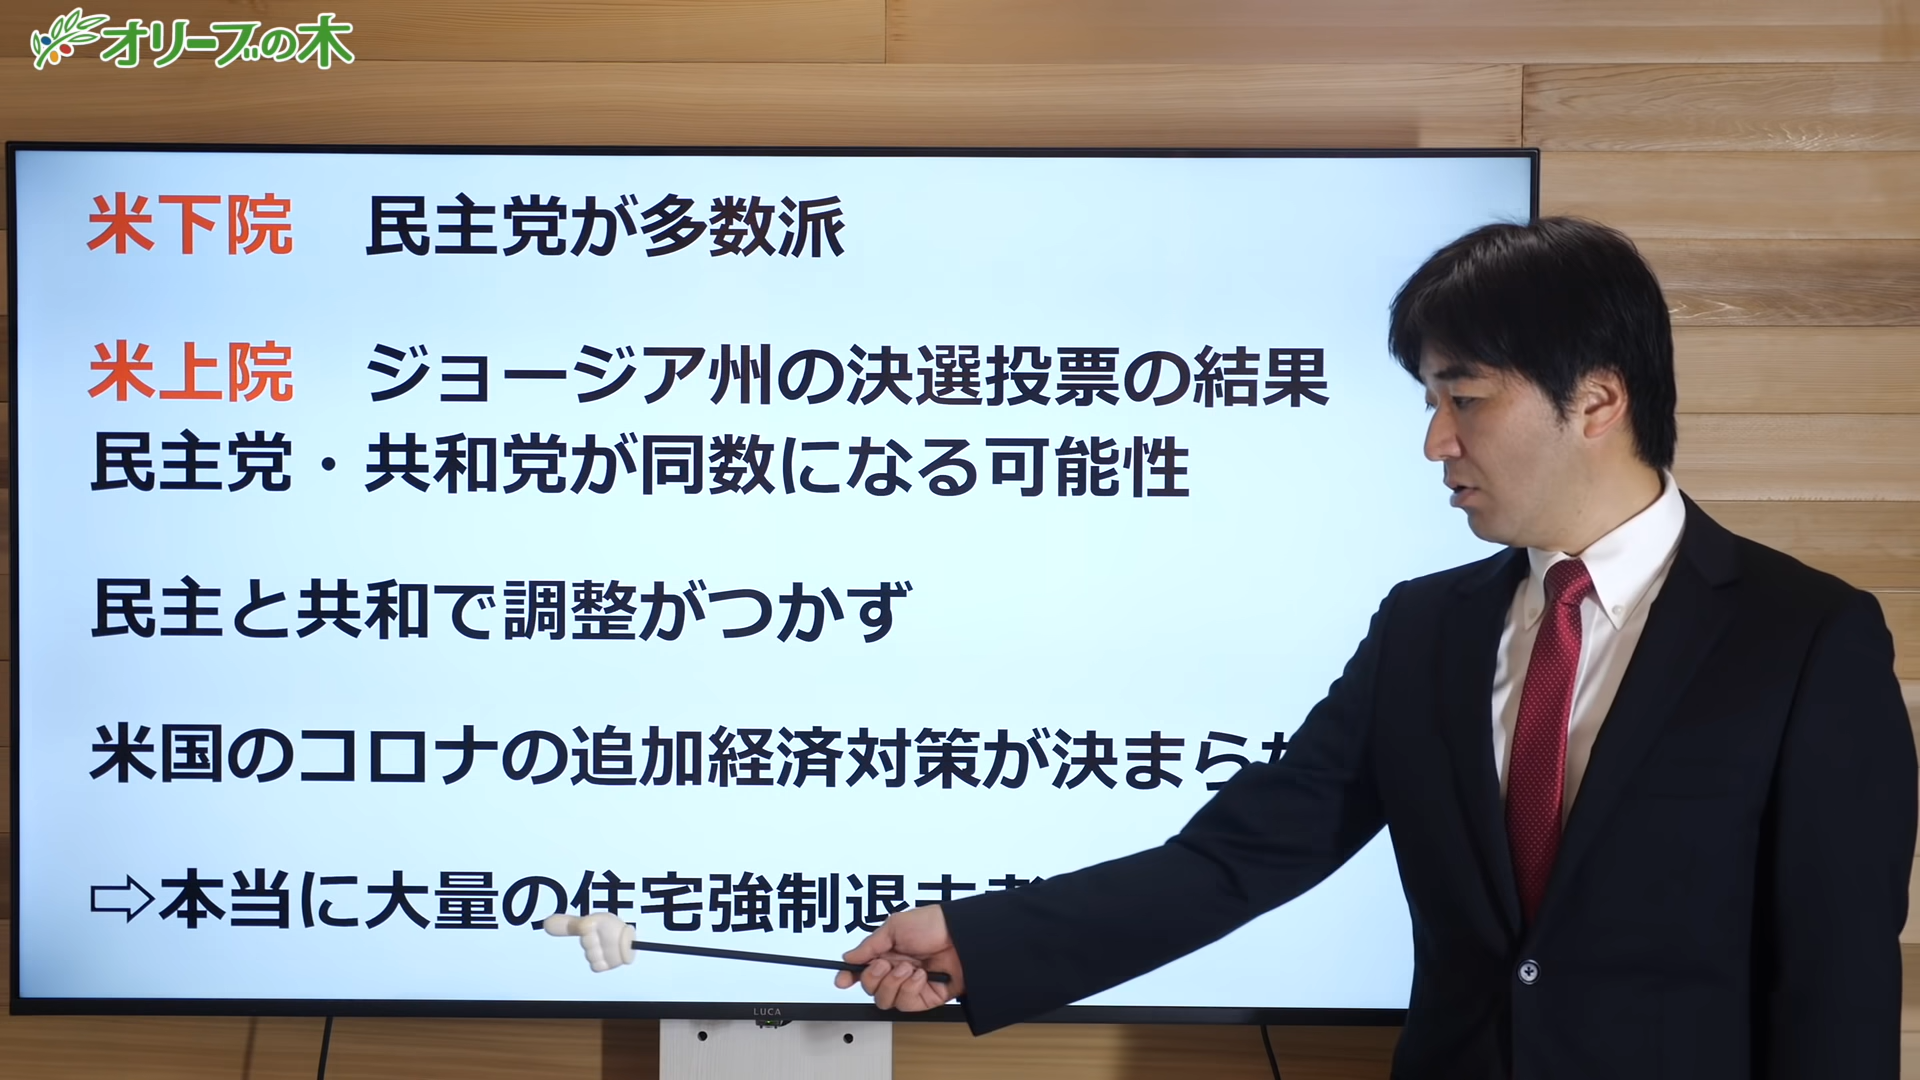 オリーブの木
米下院 民主党が多数派
米上院 ジョージア州の決選投票の結果
民主党・共和党が同数になる可能性
民主と共和で調整がつかず
米国のコロナの追加経済対策が決まら
⇨本当に大量の住宅強制退去者
LUCA